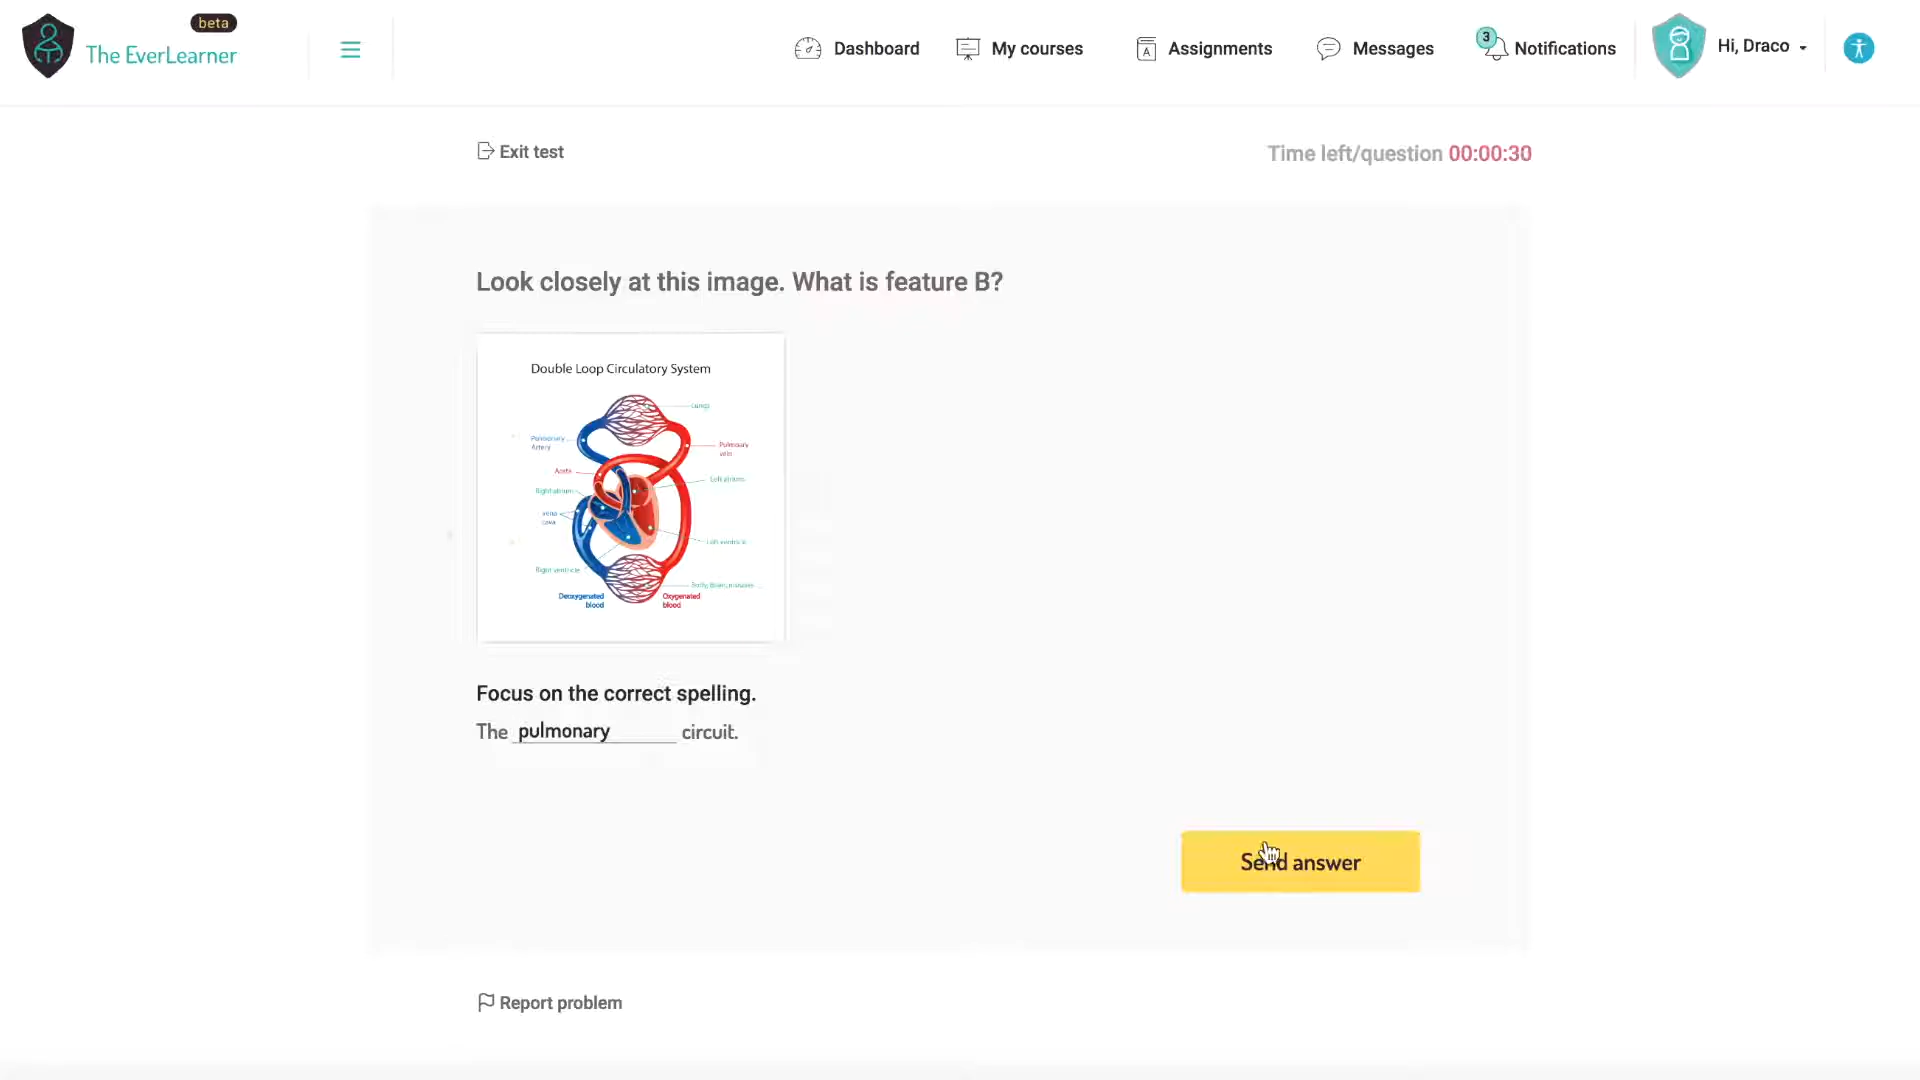 beta
The EverLearner
Dashboard
My courses
Assignments
Messages
3
Notifications
Hi, Draco
Exit test
Time left/question 00:00:30
Look closely at this image. What is feature B?
Double Loop Circulatory System
Lungs
Pulmonary
Artery
Pulmonary
vein
Aorta
Left atrium
Right atrium
vena
cava
Left ventricle
Right ventricle
Body,
Deoxygenated
blood
Oxygenated
blood
Focus on the correct spelling.
The pulmonary circuit.
Send answer
Report problem